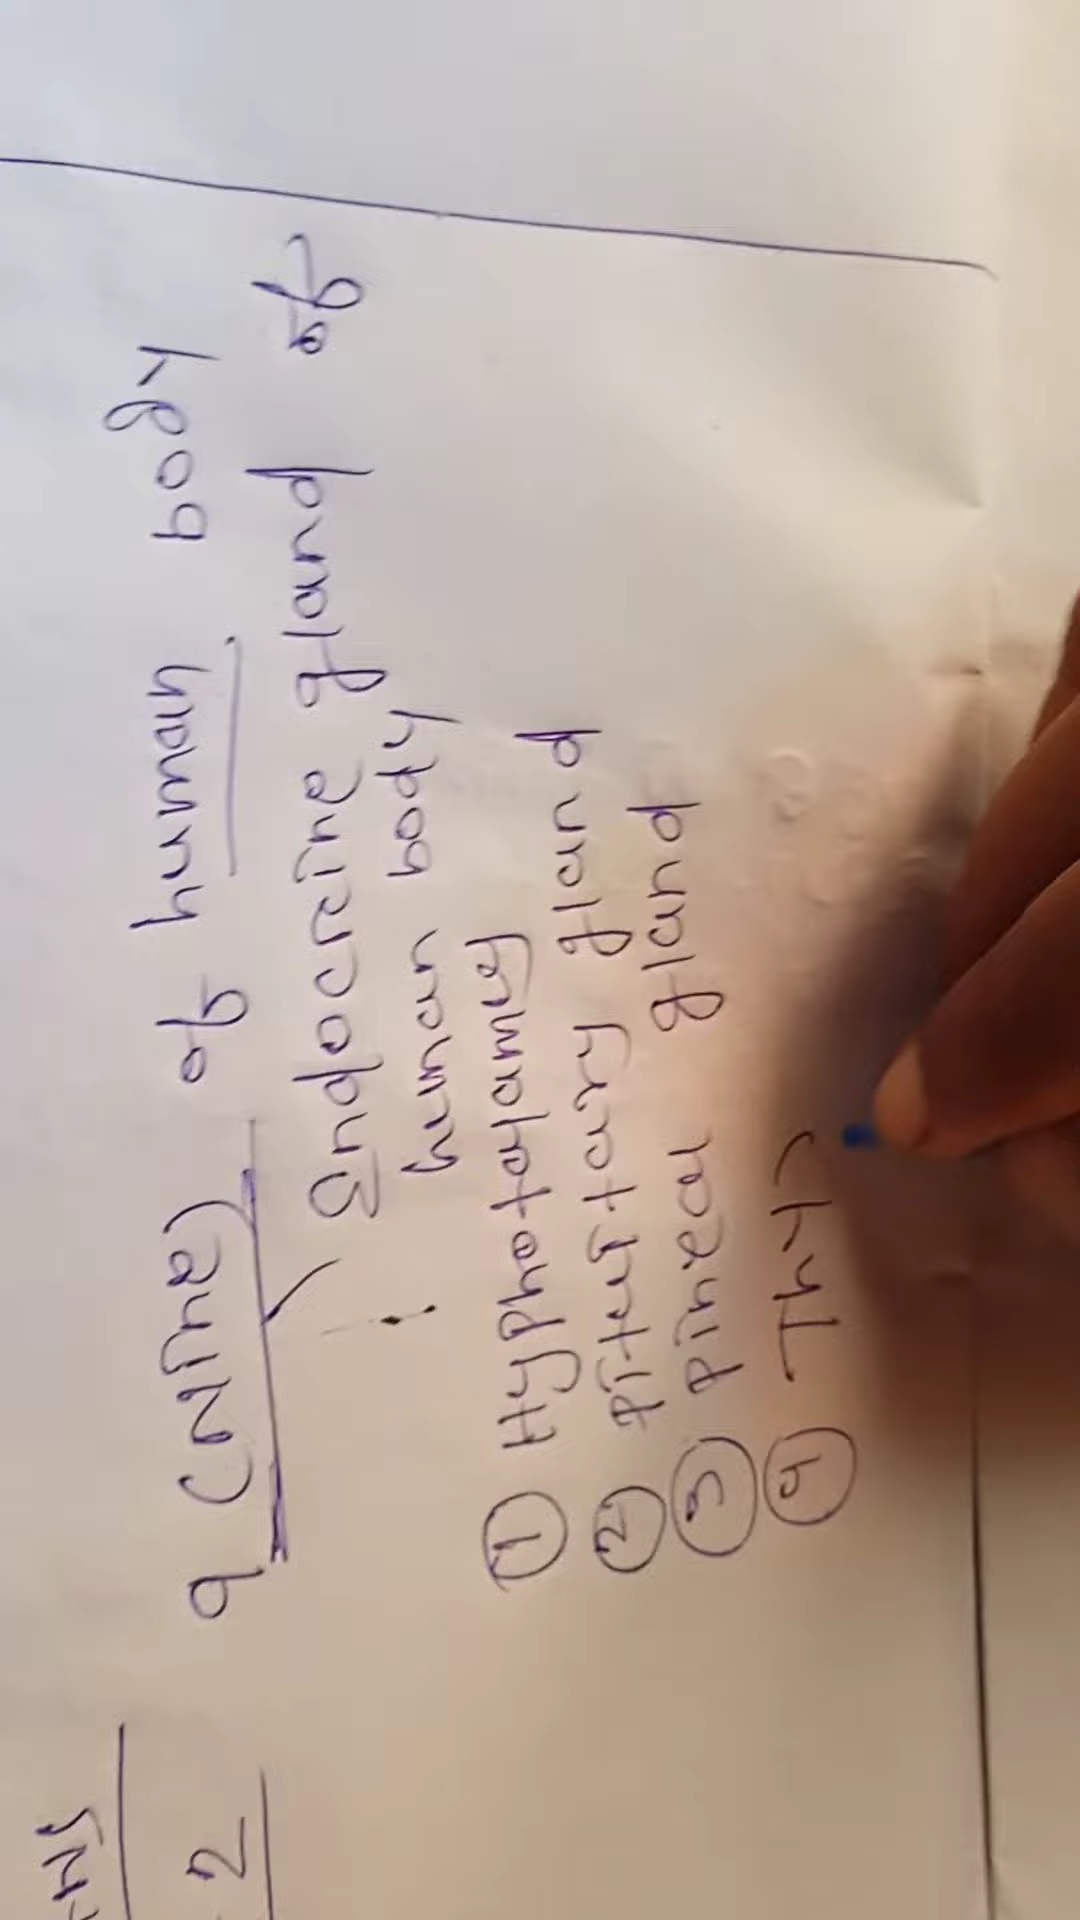 9 (Nine) of human body
Endocrine gland of
human body
① Hyphotalamus
② Pituitary gland
③ Pineal gland
④ Thy
2